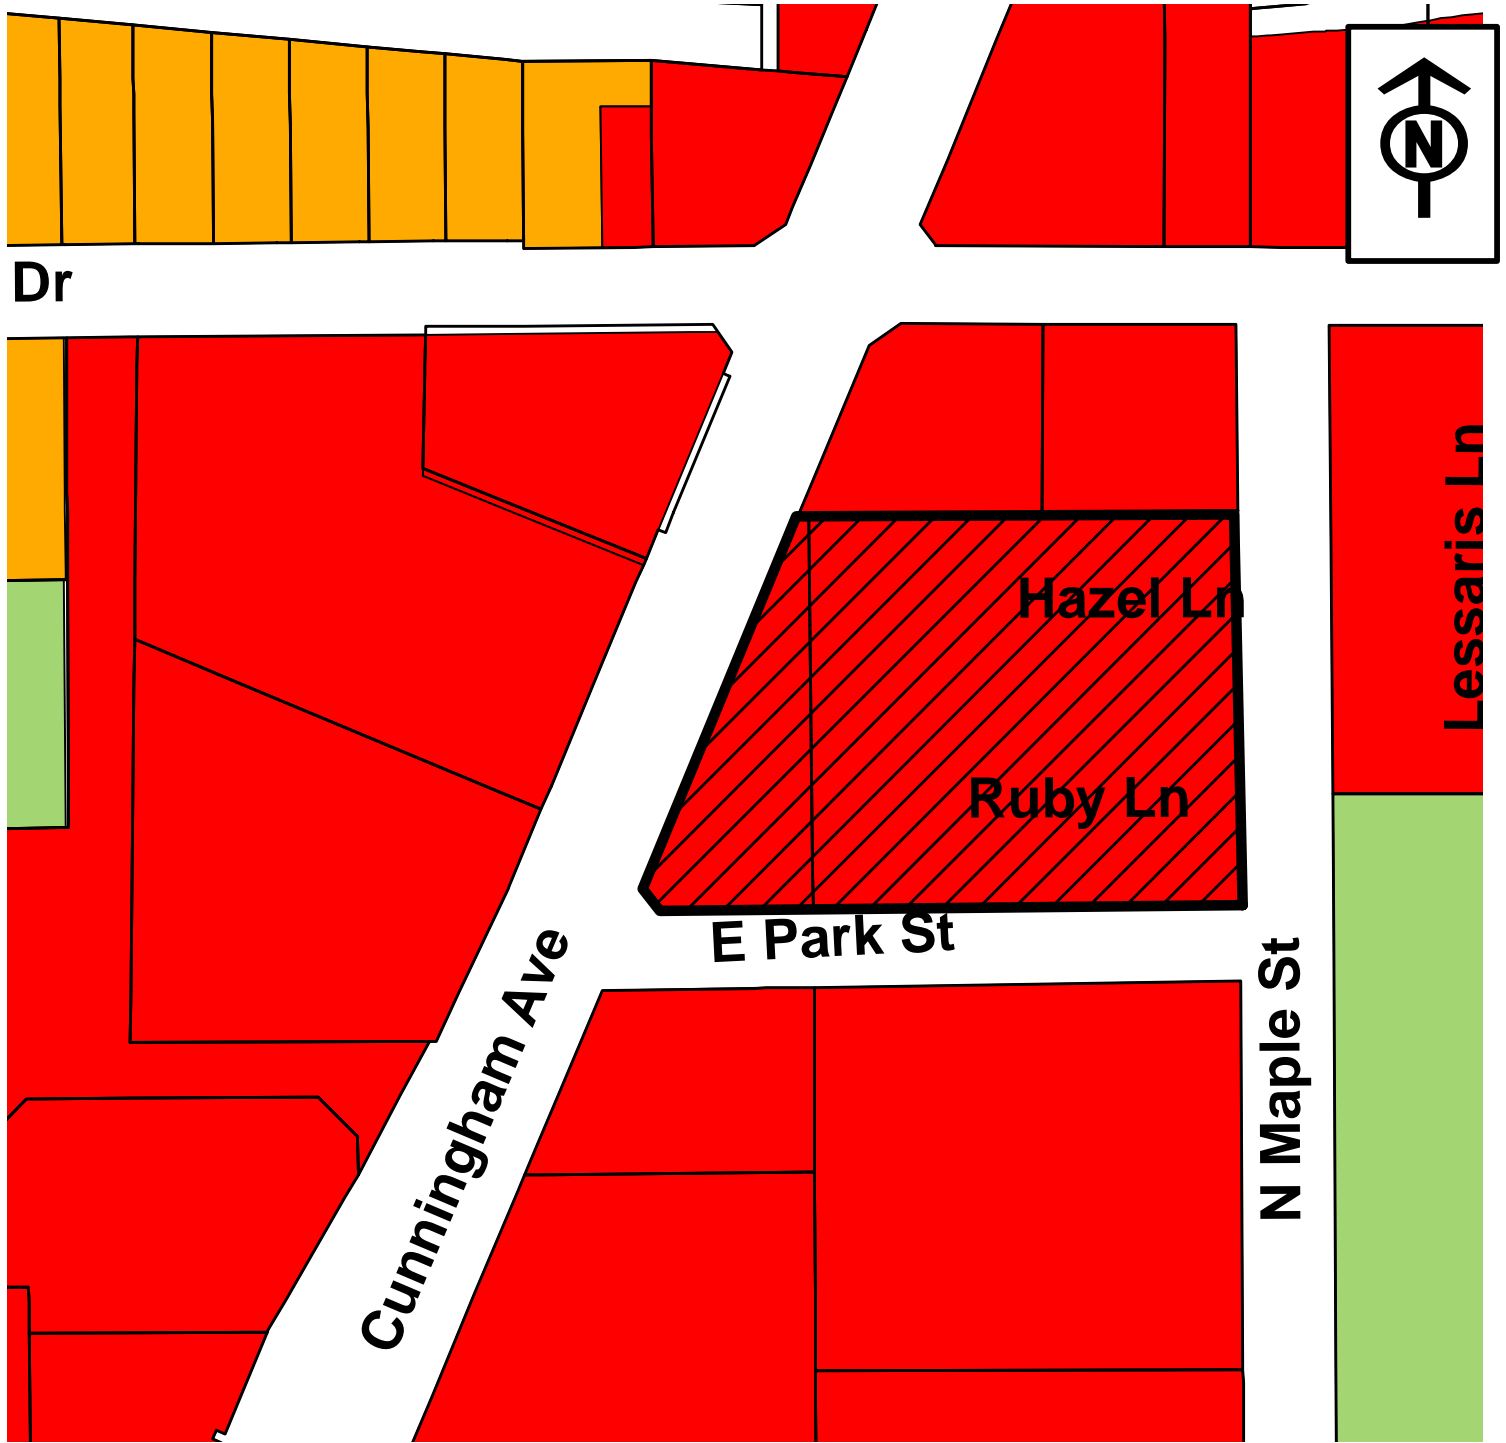 N
Dr
Lessaris Ln
Hazel Ln
Ruby Ln
E Park St
Cunningham Ave
N Maple St